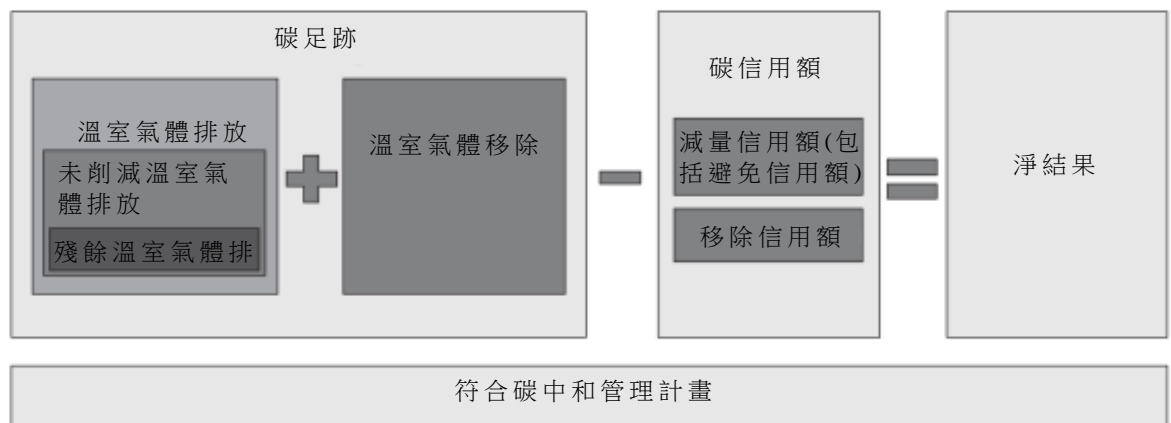 碳足跡
溫室氣體排放
未削減溫室氣
體排放
殘餘溫室氣體排
溫室氣體移除
碳信用額
減量信用額(包
括避免信用額)
移除信用額
淨結果
符合碳中和管理計畫